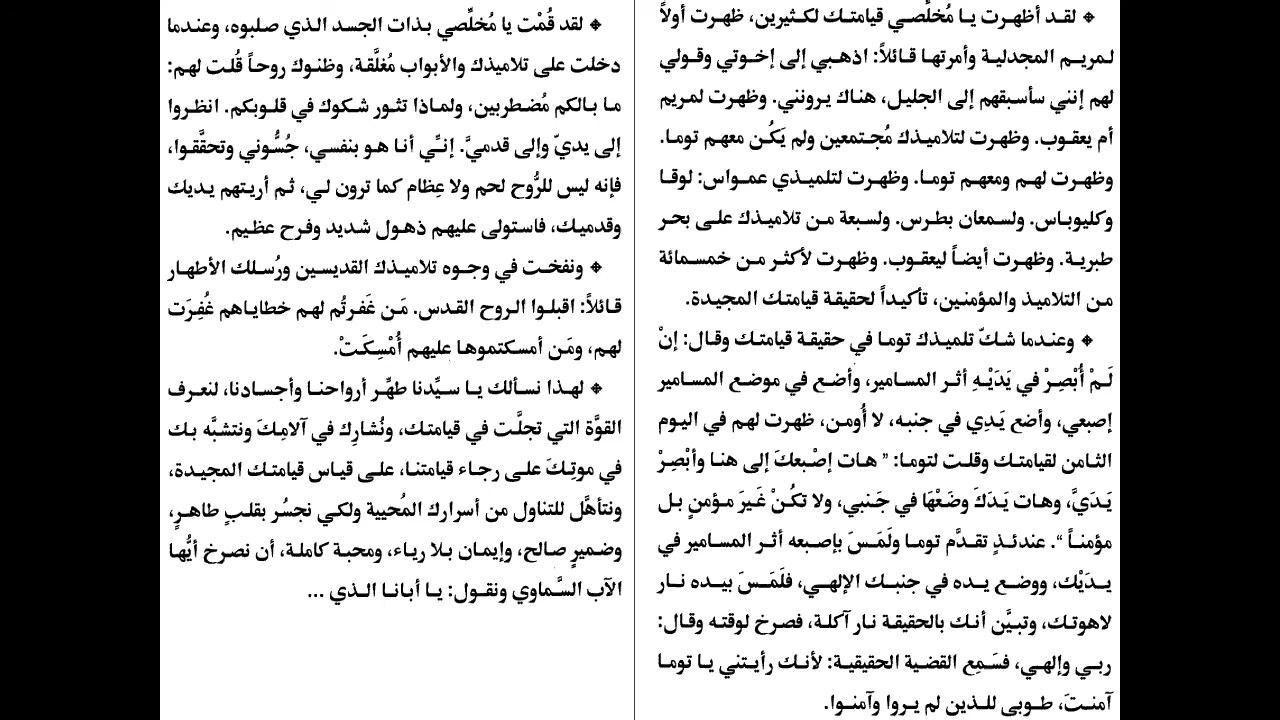 ◈ لقد أظهرت يا مُخلِّصي قيامتك لكثيرين، ظهرت أولاً
لمريم المجدلية وأمرتها قائلاً: اذهبي إلى إخوتي وقولي
لهم إنني سأسبقهم إلى الجليل، هناك يرونني. وظهرت لمريم
أم يعقوب. وظهرت لتلاميذك مُجتمعين ولم يَكُن معهم توما.
وظهرت لهم ومعهم توما. وظهرت لتلميذي عمواس: لوقا
وكليوباس. ولسمعان بطرس. ولسبعة من تلاميذك على بحر
طبرية. وظهرت أيضاً ليعقوب. وظهرت لأكثر من خمسمائة
من التلاميذ والمؤمنين، تأكيداً لحقيقة قيامتك المجيدة.
◈ وعندما شكّ تلميذك توما في حقيقة قيامتك وقال: إنْ
لَمْ أُبْصِرْ في يَدَيْهِ أثر المسامير، وأضع في موضع المسامير
إصبعي، وأضع يَدِي في جنبه، لا أُومن، ظهرت لهم في اليوم
الثامن لقيامتك وقلت لتوما: " هات إصْبعكَ إلى هنا وأبْصِرْ
يَدَيَّ، وهات يَدَكَ وضَعْهَا في جَنبي، ولا تكُنْ غَيرَ مؤمنٍ بل
مؤمناً ". عندئذٍ تقدَّم توما ولَمَسَ بإصبعه أثر المسامير في
يدَيْك، ووضع يده في جنبك الإلهي، فلَمَسَ بيده نار
لاهوتك، وتبيَّن أنك بالحقيقة نار آكلة، فصرخ لوقته وقال:
ربي وإلهي، فسَمِع القضية الحقيقية: لأنك رأيتني يا توما
آمنتَ، طوبى للذين لم يروا وآمنوا.
◈ لقد قُمْت يا مُخلِّصي بذات الجسد الذي صلبوه، وعندما
دخلت على تلاميذك والأبواب مُغلَّقة، وظنوك روحاً قُلت لهم:
ما بالكم مُضطربين، ولماذا تثور شكوك في قلوبكم. انظروا
إلى يديّ وإلى قدميَّ. إنّي أنا هو بنفسي، جُسُّوني وتحقَّقوا،
فإنه ليس للرُّوح لحم ولا عِظام كما ترون لي، ثم أريتهم يديك
وقدميك، فاستولى عليهم ذهول شديد وفرح عظيم.
◈ ونفخت في وجوه تلاميذك القديسين ورُسلك الأطهار
قائلاً: اقبلوا الروح القدس. مَن غَفرتُم لهم خطاياهم غُفِرَت
لهم، ومَن أمسكتموها عليهم أُمْسِكَتْ.
◈ لهذا نسألك يا سيِّدنا طهِّر أرواحنا وأجسادنا، لنعرف
القوَّة التي تجلَّت في قيامتك، ونُشارِك في آلامِكَ ونتشبَّه بك
في موتِكَ على رجاء قيامتنا، على قياس قيامتك المجيدة،
ونتأهَّل للتناول من أسرارك المُحيية ولكي نجسُر بقلبٍ طاهرٍ،
وضميرٍ صالح، وإيمان بلا رياء، ومحبة كاملة، أن نصرخ أيُّها
الآب السَّماوي ونقول: يا أبانا الذي ...